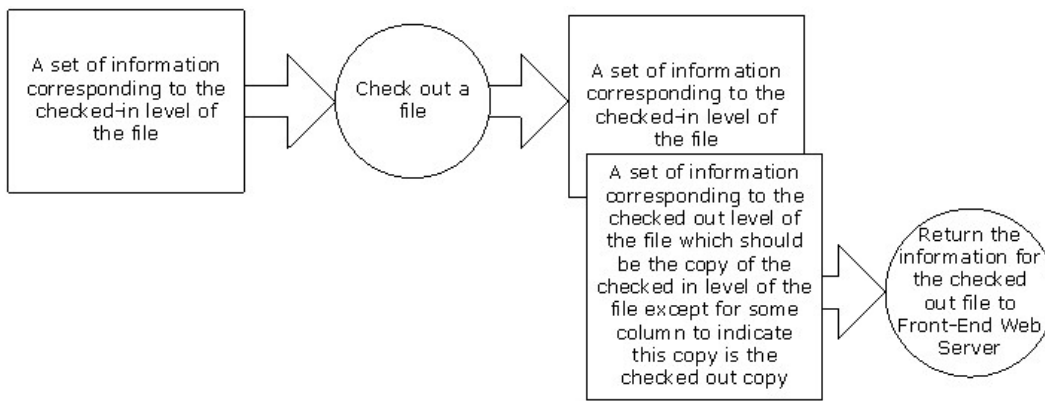 A set of information
corresponding to the
checked-in level of
the file
Check out a
file
A set of information
corresponding to the
checked-in level of
the file
A set of information
corresponding to the
checked out level of
the file which should
be the copy of the
checked in level of the
file except for some
column to indicate
this copy is the
checked out copy
Return the
information for
the checked
out file to
Front-End Web
Server